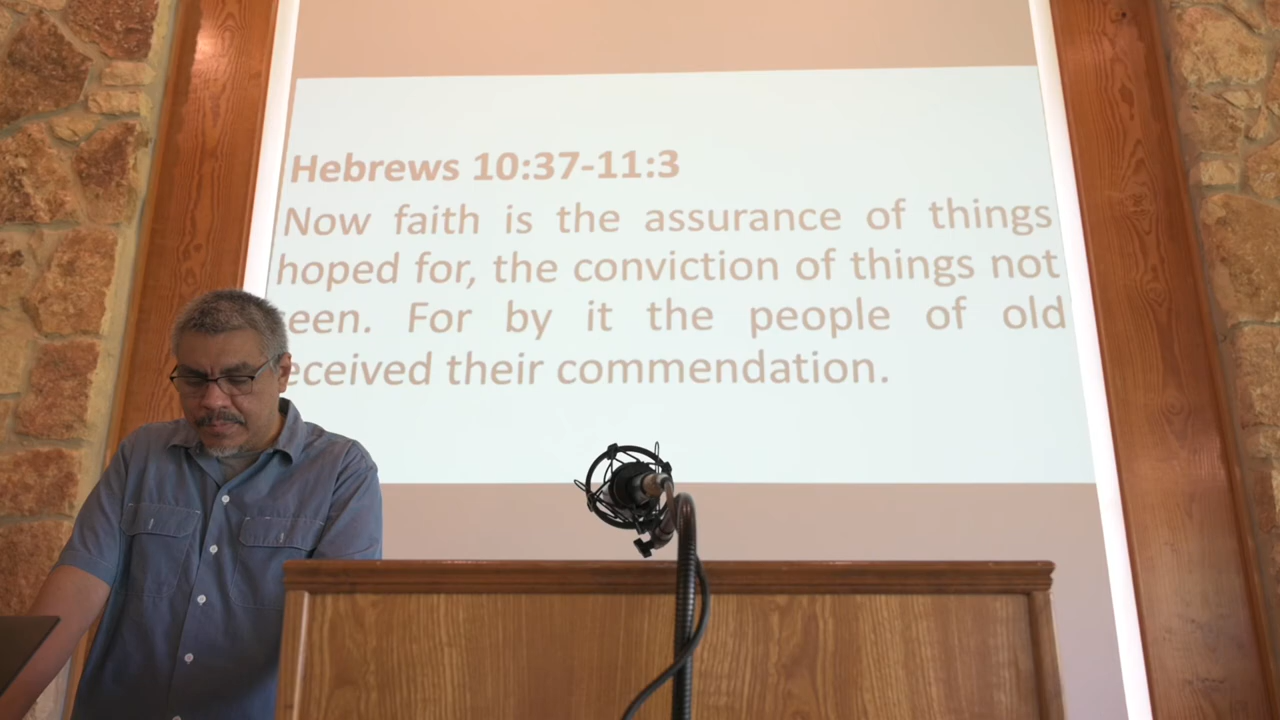 Hebrews 10:37-11:3
Now faith is the assurance of things
hoped for, the conviction of things not
een. For by it the people of old
eceived their commendation.